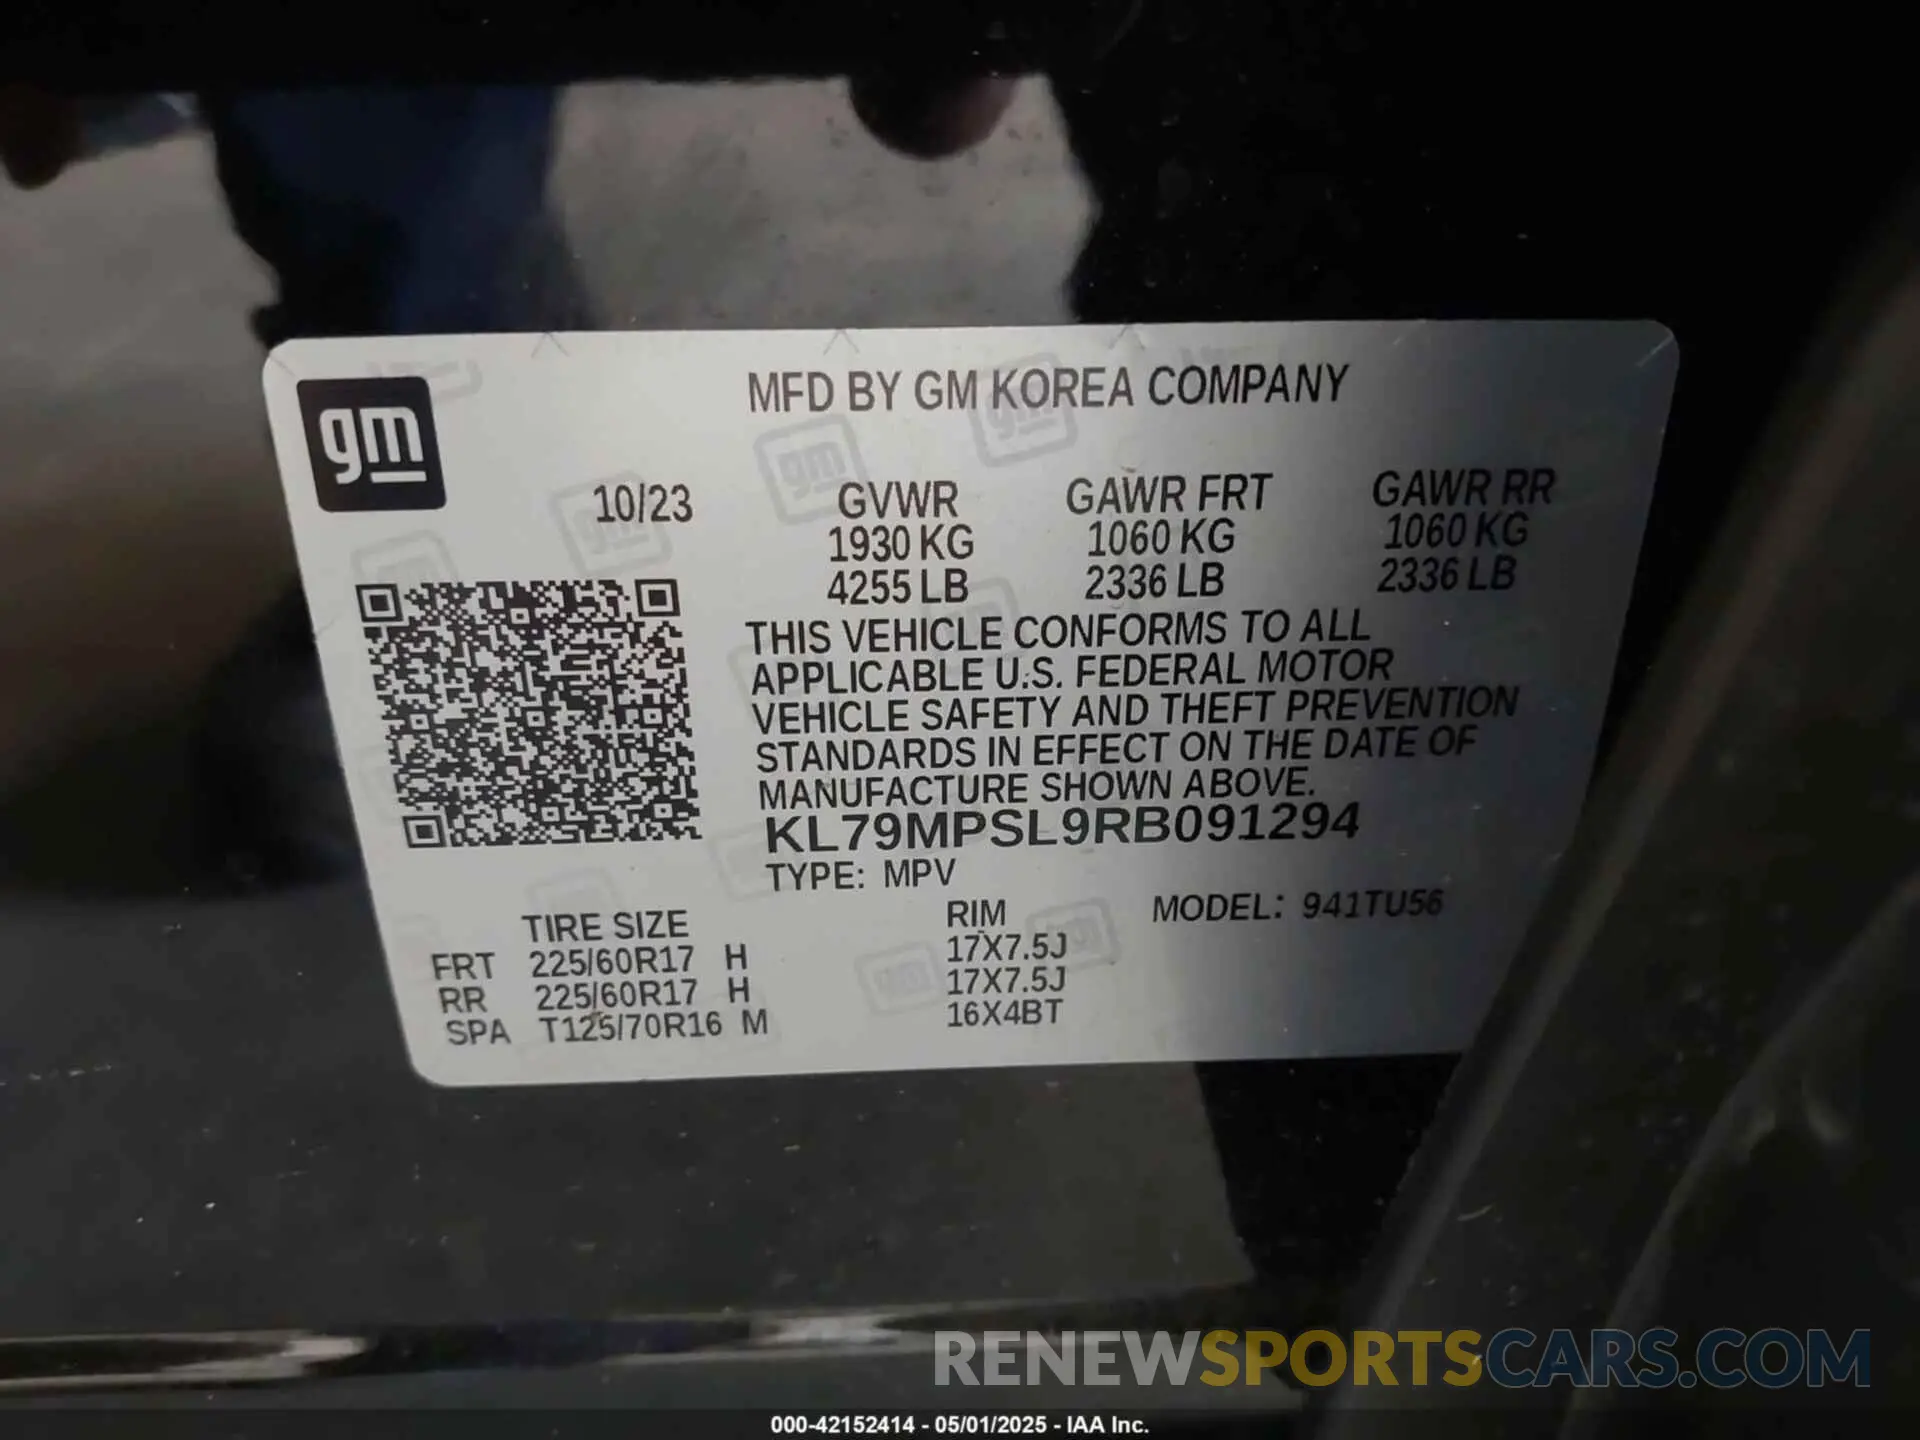 gm
MFD BY GM KOREA COMPANY
10/23 GVWR GAWR FRT GAWR RR
1930 KG 1060 KG 1060 KG
4255 LB 2336 LB 2336 LB
THIS VEHICLE CONFORMS TO ALL
APPLICABLE U.S. FEDERAL MOTOR
VEHICLE SAFETY AND THEFT PREVENTION
STANDARDS IN EFFECT ON THE DATE OF
MANUFACTURE SHOWN ABOVE.
KL79MPSL9RB091294
TYPE: MPV
TIRE SIZE RIM MODEL: 941TU56
FRT 225/60R17 H 17X7.5J
RR 225/60R17 H 17X7.5J
SPA T125/70R16 M 16X4BT
RENEWSPORTSCARS.COM
000-42152414 - 05/01/2025 - IAA Inc.